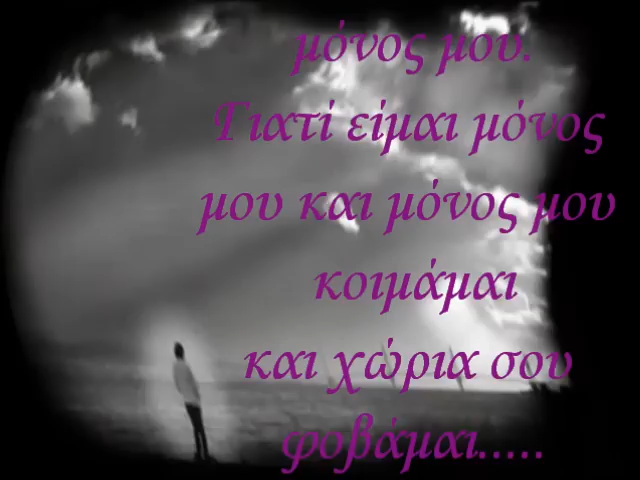 μόνος μου.
Γιατί είμαι μόνος
μου και μόνος μου
κοιμάμαι
και χώρια σου
φοβάμαι.....